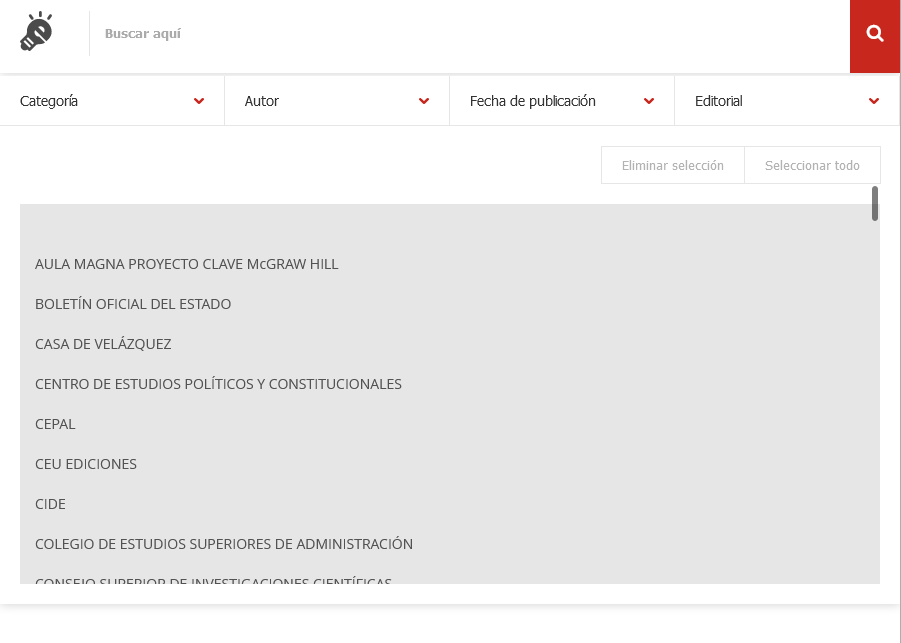 Buscar aquí
Categoría
Autor
Fecha de publicación
Editorial
Eliminar selección
Seleccionar todo
AULA MAGNA PROYECTO CLAVE McGRAW HILL
BOLETÍN OFICIAL DEL ESTADO
CASA DE VELÁZQUEZ
CENTRO DE ESTUDIOS POLÍTICOS Y CONSTITUCIONALES
CEPAL
CEU EDICIONES
CIDE
COLEGIO DE ESTUDIOS SUPERIORES DE ADMINISTRACIÓN
CONSEJO SUPERIOR DE INVESTIGACIONES CIENTÍFICAS